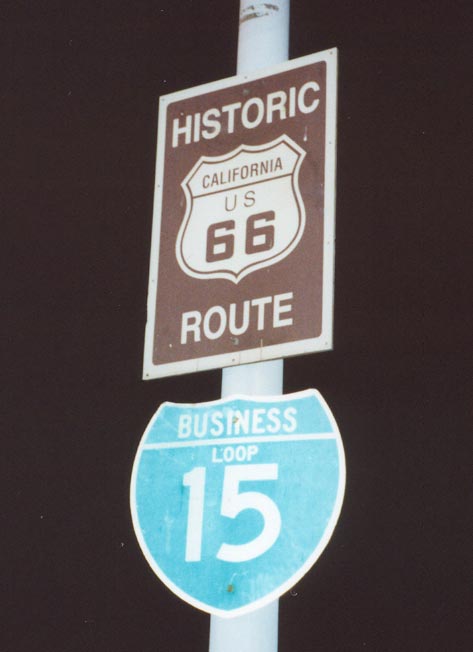 HISTORIC
CALIFORNIA
US
66
ROUTE
BUSINESS
LOOP
15